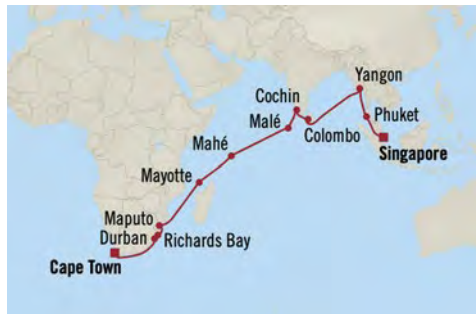 Yangon
Cochin
Phuket
Malé
Colombo
Mahé
Singapore
Mayotte
Maputo
Durban
Richards Bay
Cape Town